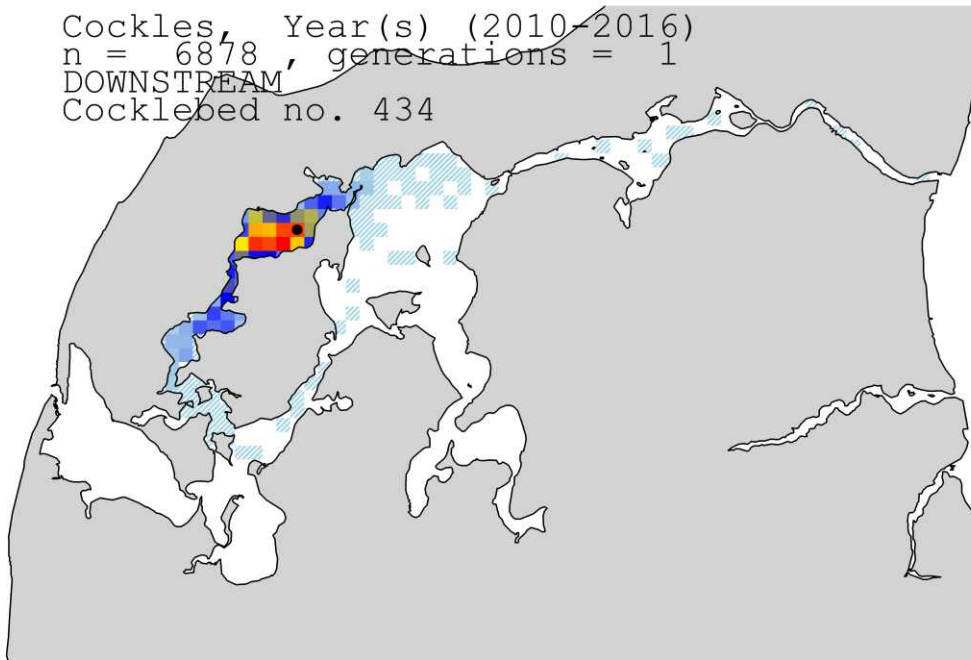 Cockles, Year(s) (2010-2016)
n = 6878 , generations = 1
DOWNSTREAM
Cocklebed no. 434